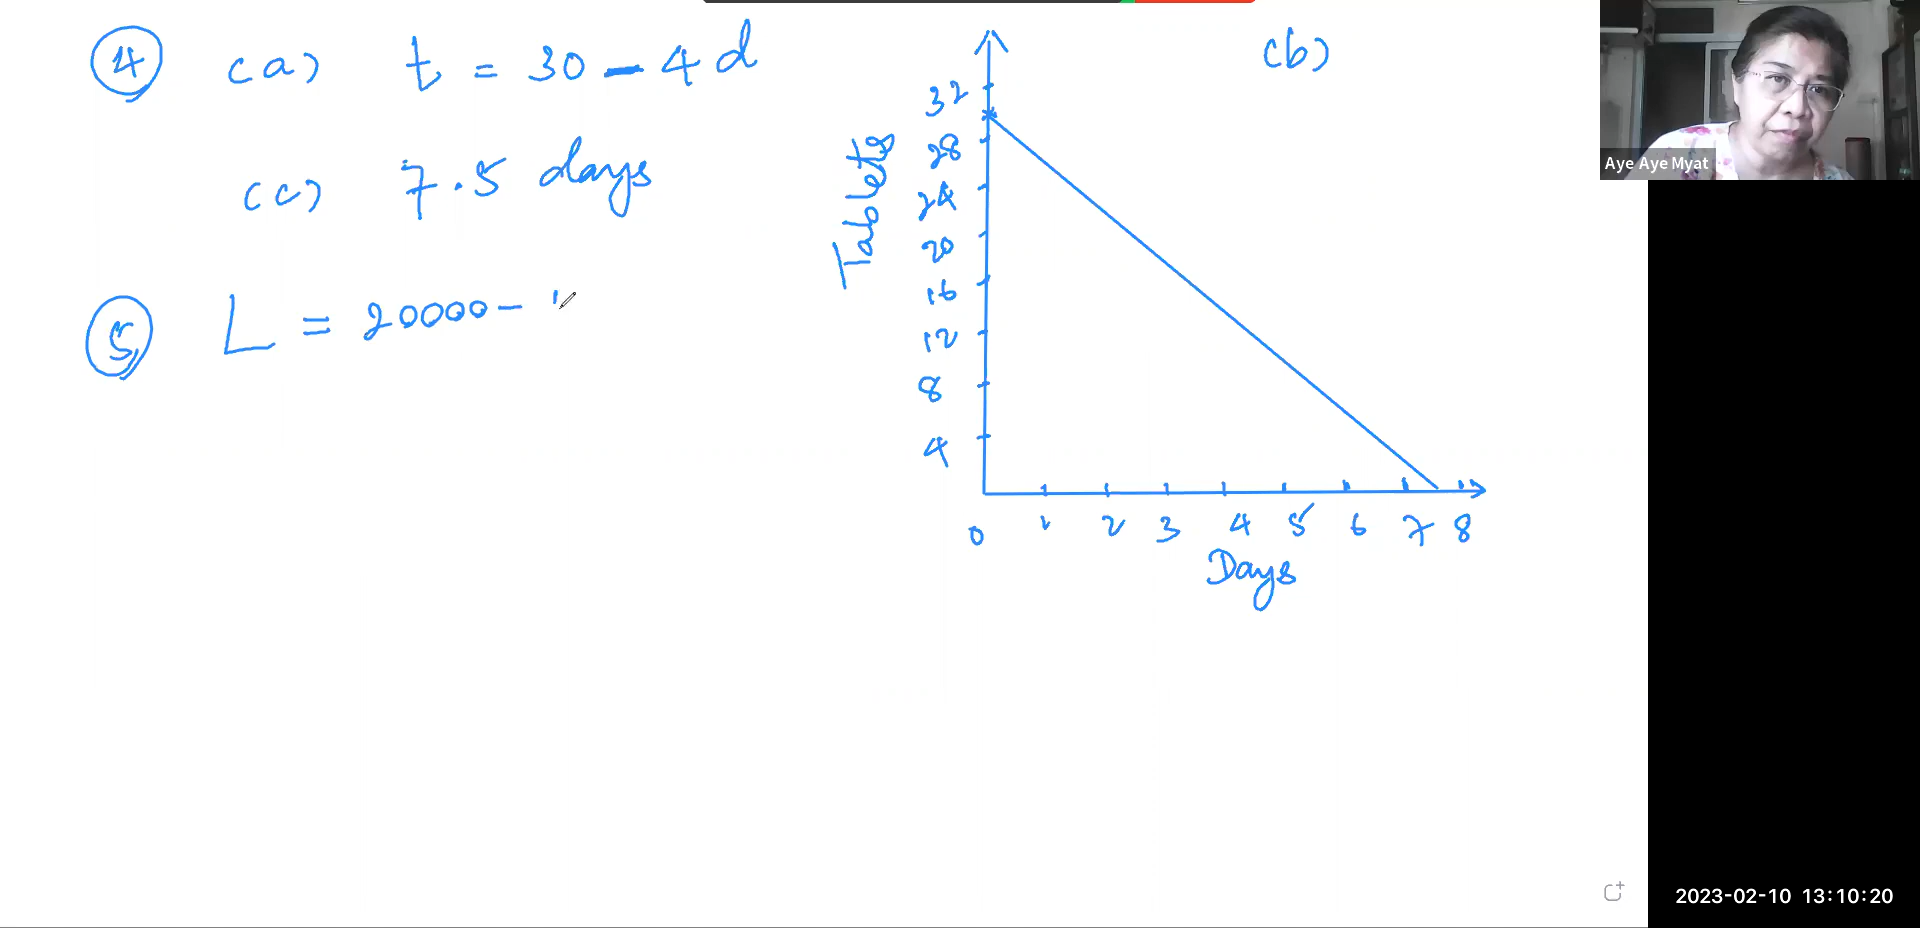 4 (a) t = 30 - 4d
(c) 7.5 days
5 L = 20000 -
(b)
Tablets
32
28
24
20
16
12
8
4
0 1 2 3 4 5 6 7 8
Days
Aye Aye Myat
2023-02-10 13:10:20